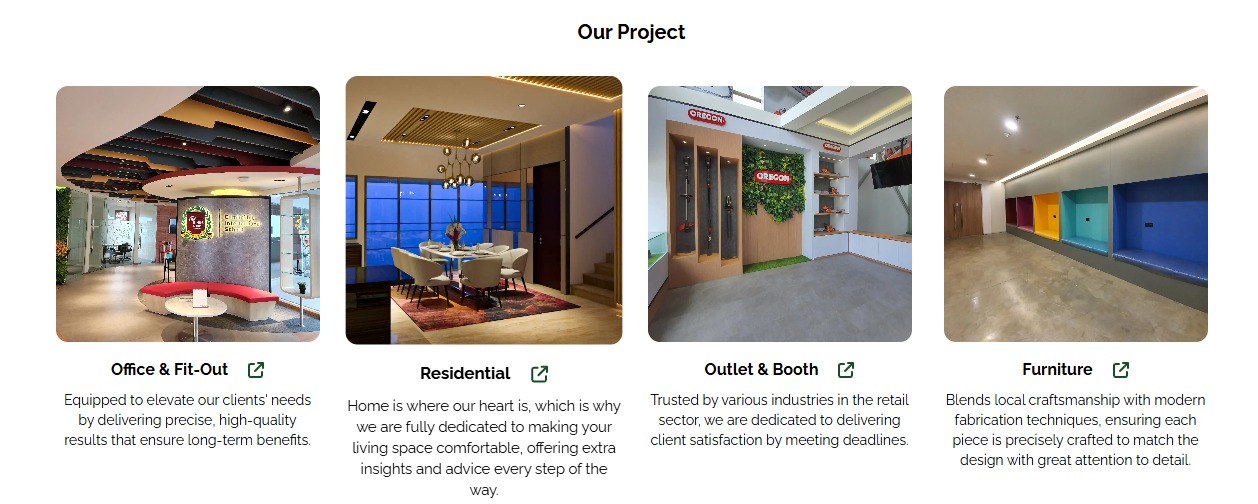 Our Project
OREGON
OREGON
OREGON
Office & Fit-Out
Equipped to elevate our clients' needs
by delivering precise, high-quality
results that ensure long-term benefits.
Residential
Home is where our heart is, which is why
we are fully dedicated to making your
living space comfortable, offering extra
insights and advice every step of the
way.
Outlet & Booth
Trusted by various industries in the retail
sector, we are dedicated to delivering
client satisfaction by meeting deadlines.
Furniture
Blends local craftsmanship with modern
fabrication techniques, ensuring each
piece is precisely crafted to match the
design with great attention to detail.